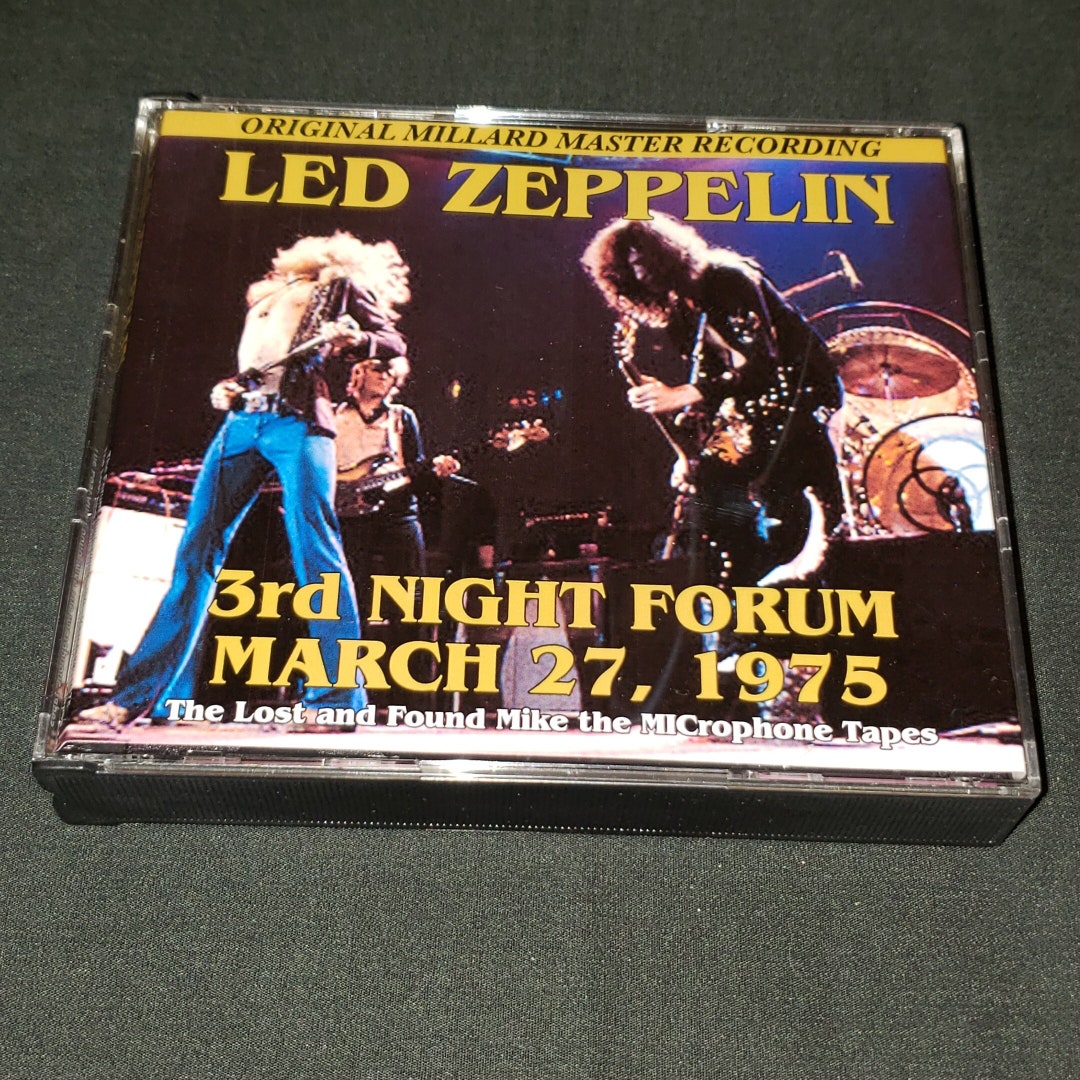 ORIGINAL MILLARD MASTER RECORDING
LED ZEPPELIN
3rd NIGHT FORUM
MARCH 27, 1975
The Lost and Found Mike the MICrophone Tapes